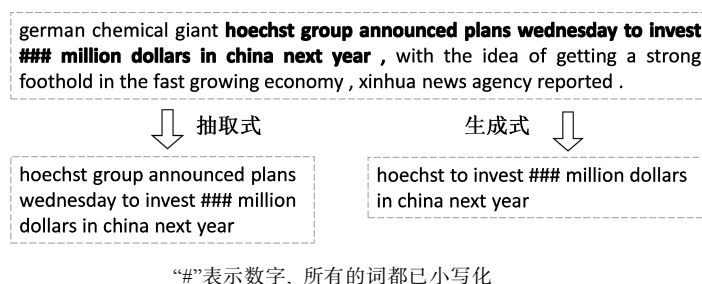 german chemical giant hoechst group announced plans wednesday to invest
### million dollars in china next year , with the idea of getting a strong
foothold in the fast growing economy , xinhua news agency reported .
抽取式
生成式
hoechst group announced plans
wednesday to invest ### million
dollars in china next year
hoechst to invest ### million dollars
in china next year
“#”表示数字, 所有的词都已小写化